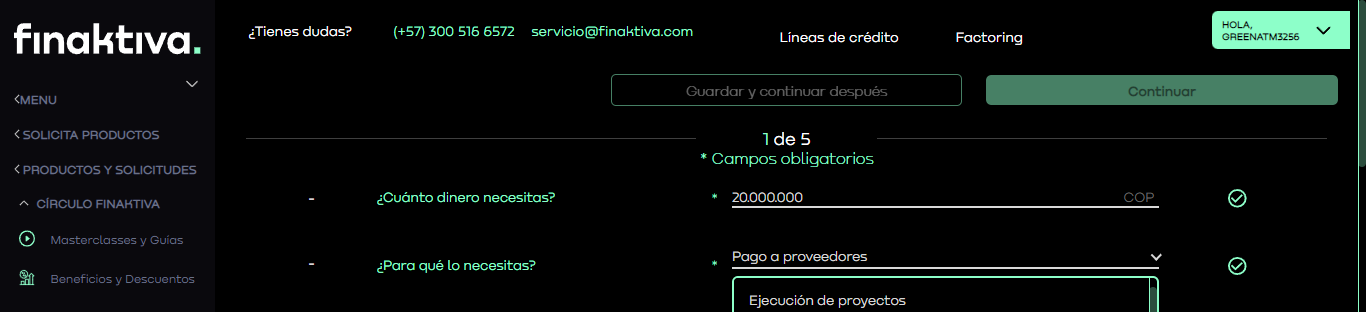 finaktiva.
¿Tienes dudas?
(+57) 300 516 6572
servicio@finaktiva.com
Líneas de crédito
Factoring
HOLA,
GREENATM3256
MENU
SOLICITA PRODUCTOS
PRODUCTOS Y SOLICITUDES
CÍRCULO FINAKTIVA
Masterclasses y Guías
Beneficios y Descuentos
Guardar y continuar después
Continuar
1 de 5
* Campos obligatorios
- ¿Cuánto dinero necesitas? * 20.000.000 COP
- ¿Para qué lo necesitas? * Pago a proveedores
Ejecución de proyectos